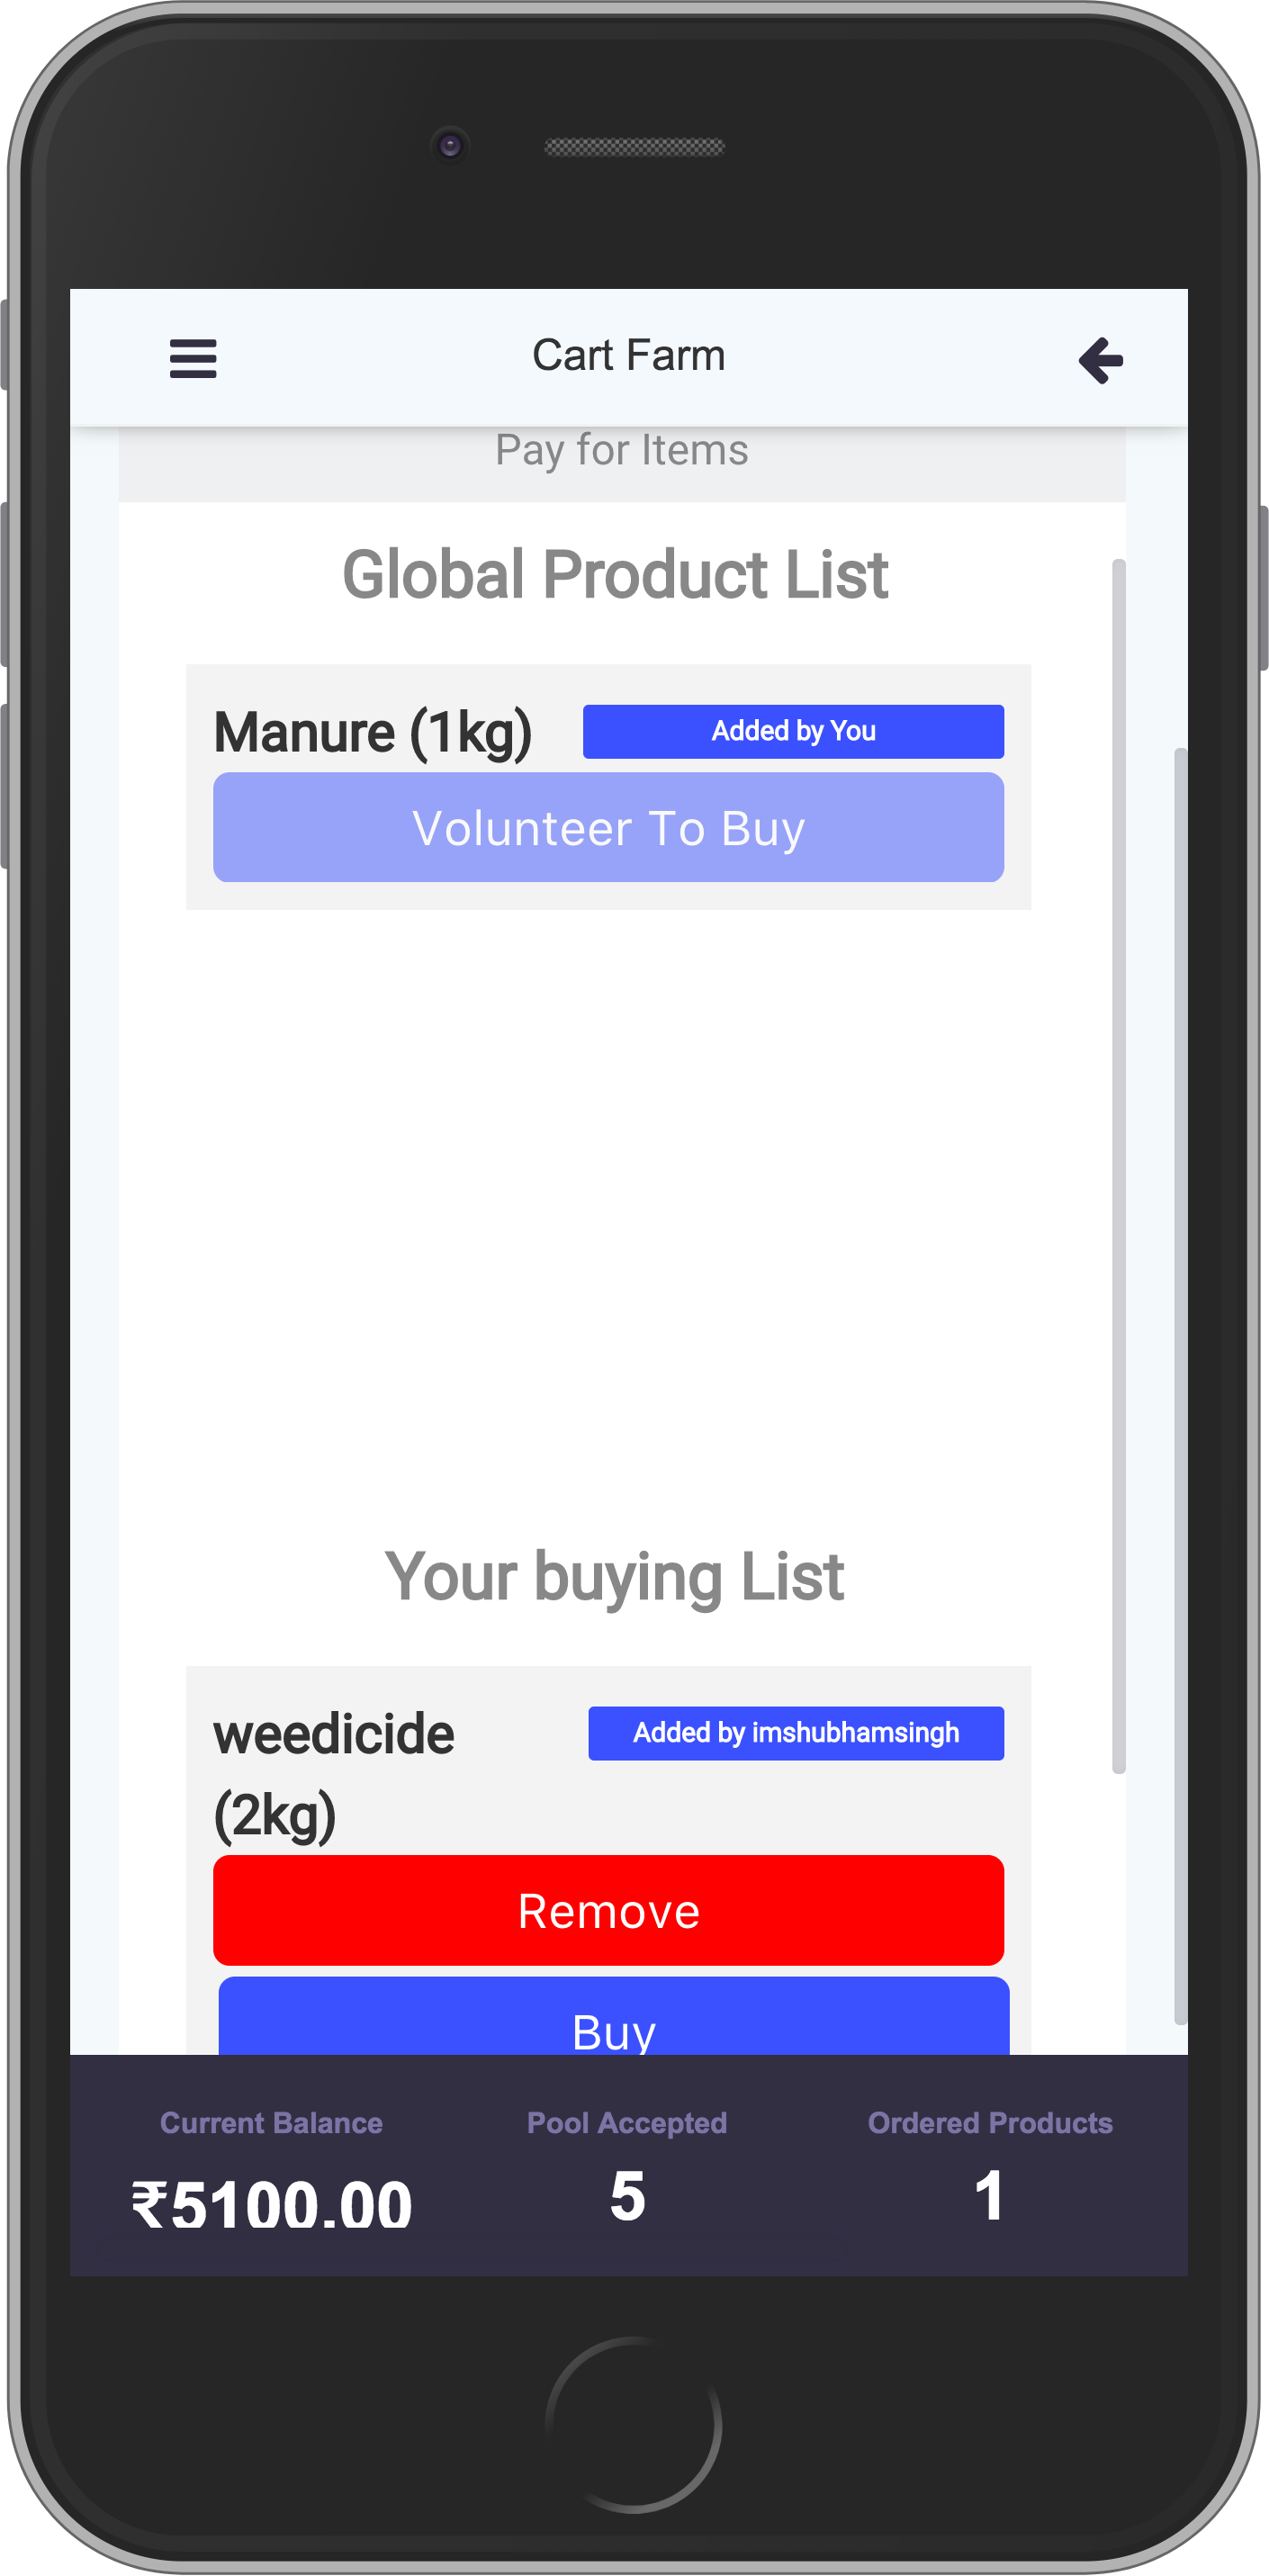 Cart Farm
Pay for Items
Global Product List
Manure (1kg)
Added by You
Volunteer To Buy
Your buying List
weedicide
(2kg)
Added by imshubhamsingh
Remove
Buy
Current Balance
Pool Accepted
Ordered Products
₹5100.00
5
1